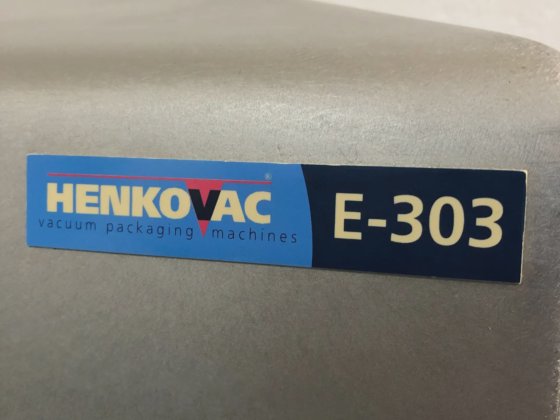 HENKOVAC® E-303
vacuum packaging machines